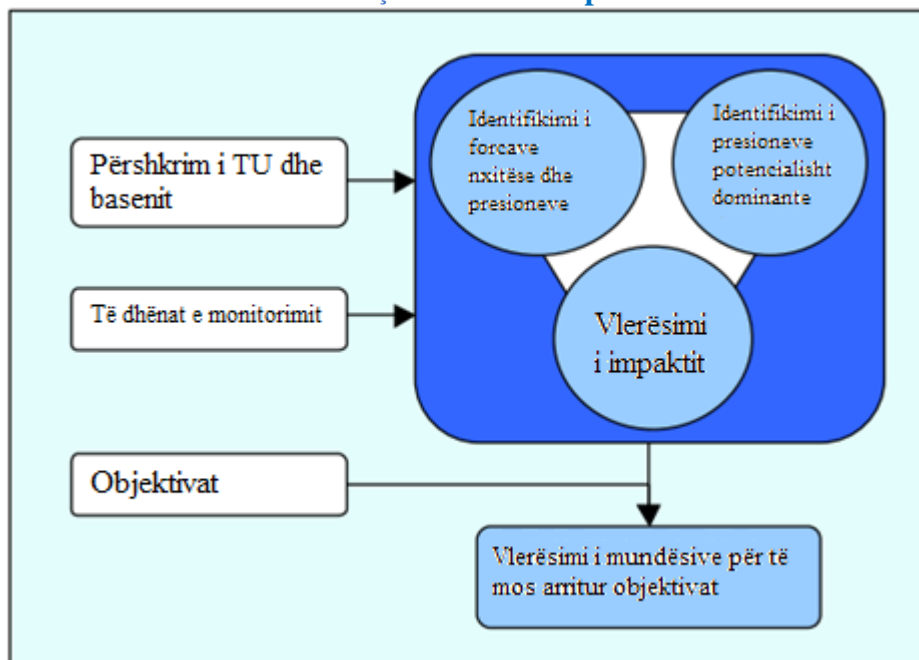 Identifikimi i
forcave
nxitëse dhe
presioneve
Identifikimi i
presioneve
potencialisht
dominante
Përshkrim i TU dhe
basenit
Të dhënat e monitorimit
Vlerësimi
i impaktit
Objektivat
Vlerësimi i mundësive për të
mos arritur objektivat